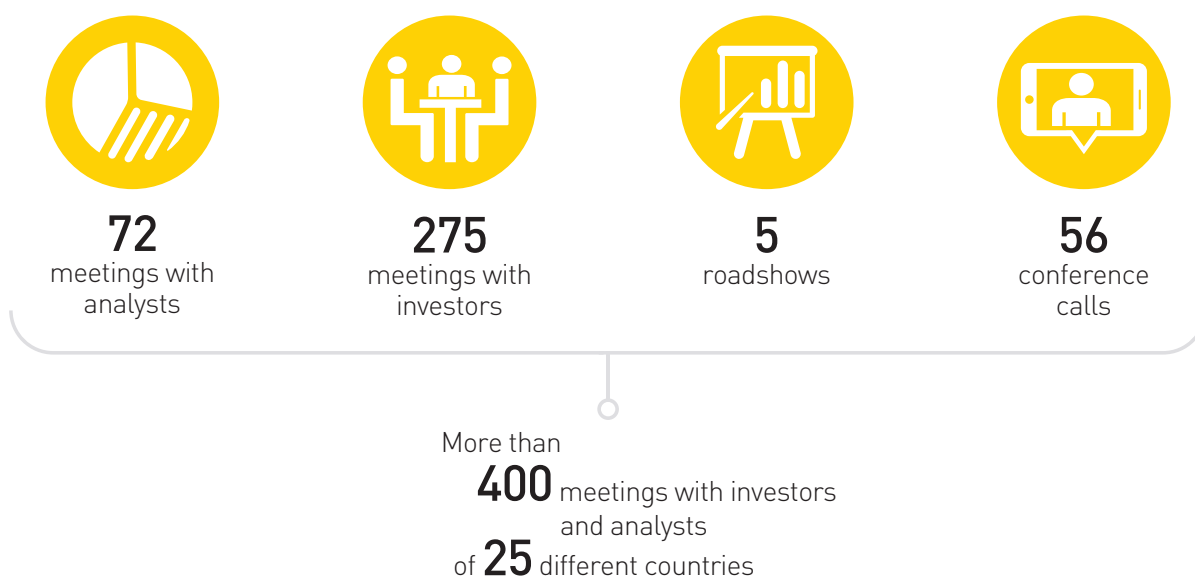 72
meetings with
analysts
275
meetings with
investors
5
roadshows
56
conference
calls
More than
400 meetings with investors
and analysts
of 25 different countries